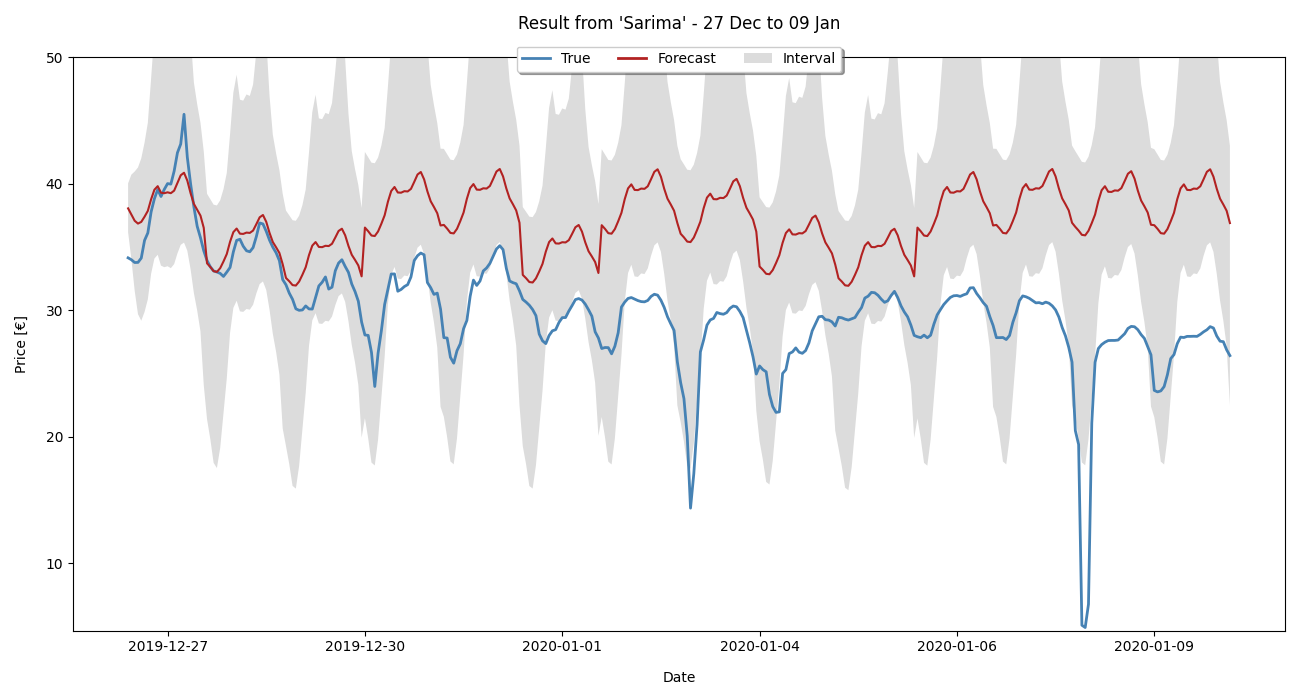 Result from 'Sarima' - 27 Dec to 09 Jan
True Forecast Interval
50
40
30
20
10
Price [€]
2019-12-27 2019-12-30 2020-01-01 2020-01-04 2020-01-06 2020-01-09
Date